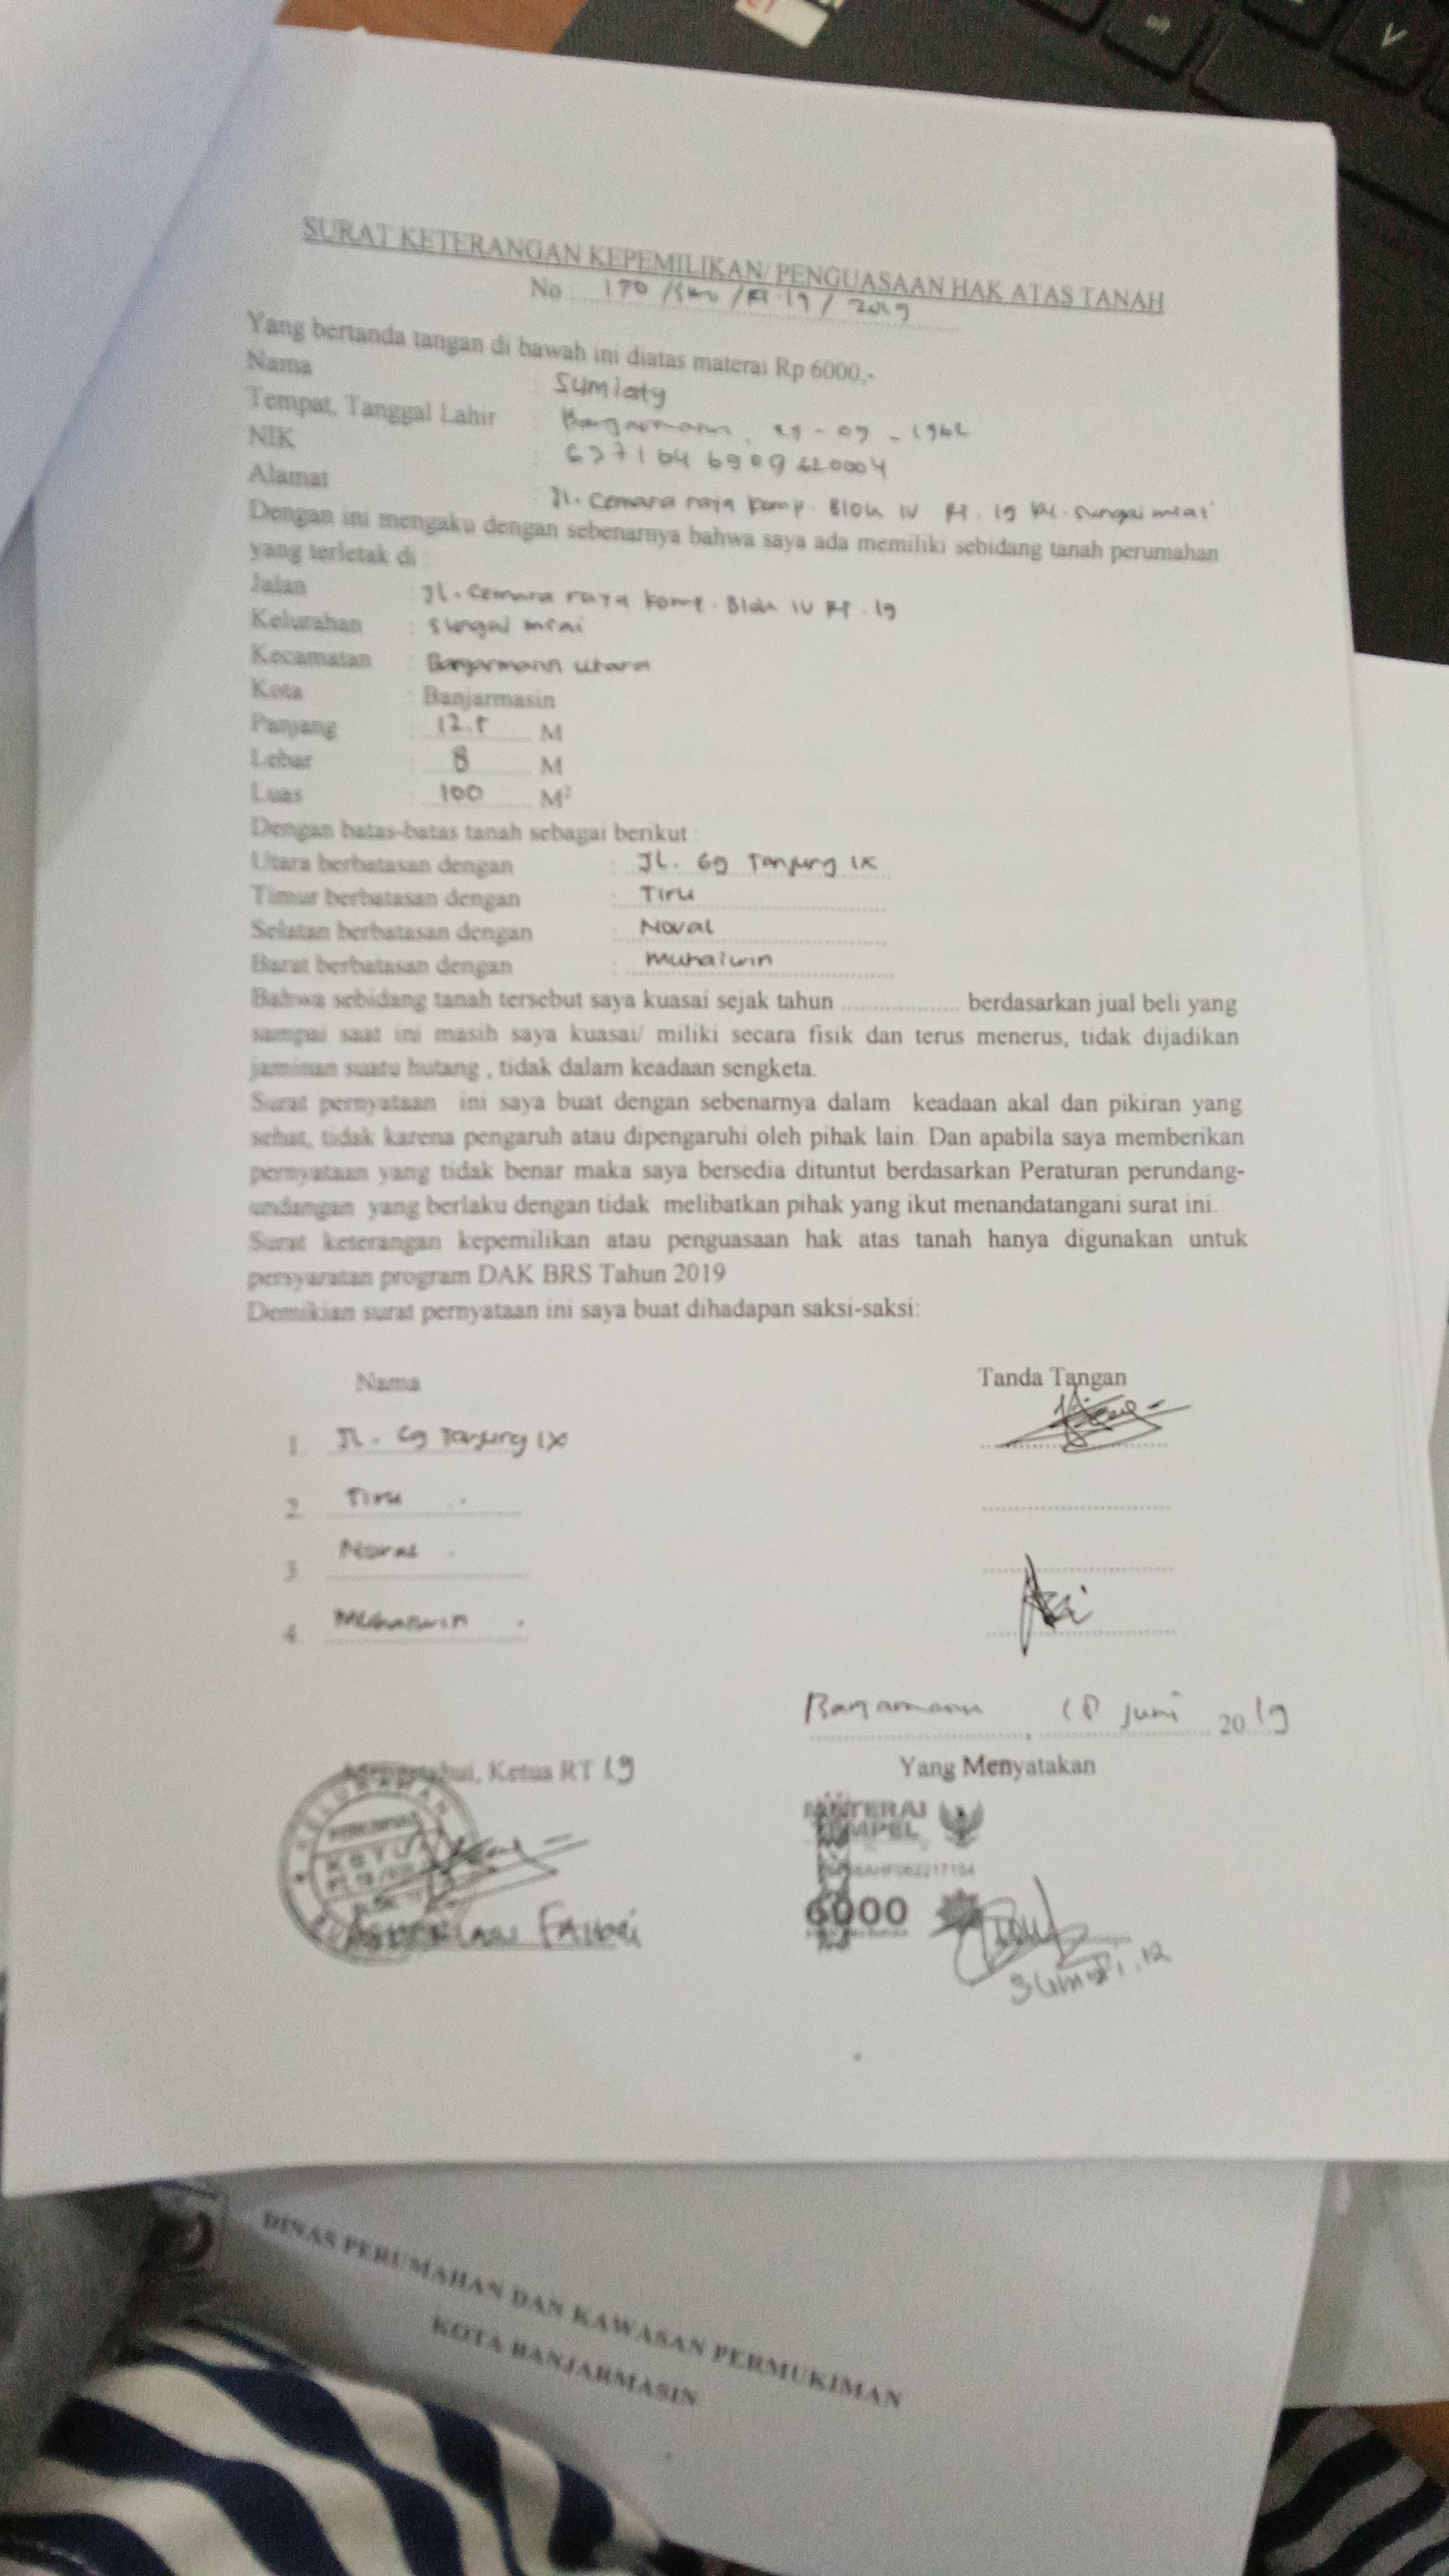 SURAT KETERANGAN KEPEMILIKAN/ PENGUASAAN HAK ATAS TANAH
No : 170 / / Rt 19 / 2019
Yang bertanda tangan di bawah ini diatas materai Rp 6000,-
Nama : Sumiaty
Tempat, Tanggal Lahir : Banjarmasin, 29 - 09 - 1962
NIK : 6371046909620004
Alamat : Jl. Cemara raya komp. Blok IV Rt. 19 Kel. Sungai miai
Dengan ini mengaku dengan sebenarnya bahwa saya ada memiliki sebidang tanah perumahan
yang terletak di :
Jalan : Jl. Cemara raya komp. Blok IV Rt. 19
Kelurahan : Sungai miai
Kecamatan : Banjarmasin utara
Kota : Banjarmasin
Panjang : 12.5 M
Lebar : 8 M
Luas : 100 M²
Dengan batas-batas tanah sebagai berikut :
Utara berbatasan dengan : JL. Gg Tanjung IX
Timur berbatasan dengan : Tiru
Selatan berbatasan dengan : Noval
Barat berbatasan dengan : Muhaiwin
Bahwa sebidang tanah tersebut saya kuasai sejak tahun .................. berdasarkan jual beli yang
sampai saat ini masih saya kuasai/ miliki secara fisik dan terus menerus, tidak dijadikan
jaminan suatu hutang , tidak dalam keadaan sengketa.
Surat pernyataan ini saya buat dengan sebenarnya dalam keadaan akal dan pikiran yang
sehat, tidak karena pengaruh atau dipengaruhi oleh pihak lain. Dan apabila saya memberikan
pernyataan yang tidak benar maka saya bersedia dituntut berdasarkan Peraturan perundang-
undangan yang berlaku dengan tidak melibatkan pihak yang ikut menandatangani surat ini.
Surat keterangan kepemilikan atau penguasaan hak atas tanah hanya digunakan untuk
persyaratan program DAK BRS Tahun 2019
Demikian surat pernyataan ini saya buat dihadapan saksi-saksi:
Nama Tanda Tangan
1. JL. Gg Tanjung IX
2. Tiru
3. Noval
4. Muhaiwin
Banjarmasin, 18 Juni 2019
Mengetahui, Ketua RT 19 Yang Menyatakan
KELURAHAN
KETUA
METERAI
TEMPEL
6000
DINAS PERUMAHAN DAN KAWASAN PERMUKIMAN
KOTA BANJARMASIN